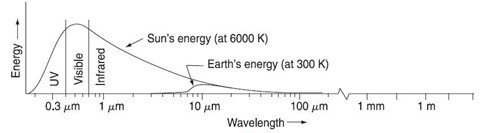 Energy →
UV
Visible
Infrared
Sun's energy (at 6000 K)
Earth's energy (at 300 K)
0.3 μm
1 μm
10 μm
100 μm
1 mm
1 m
Wavelength →